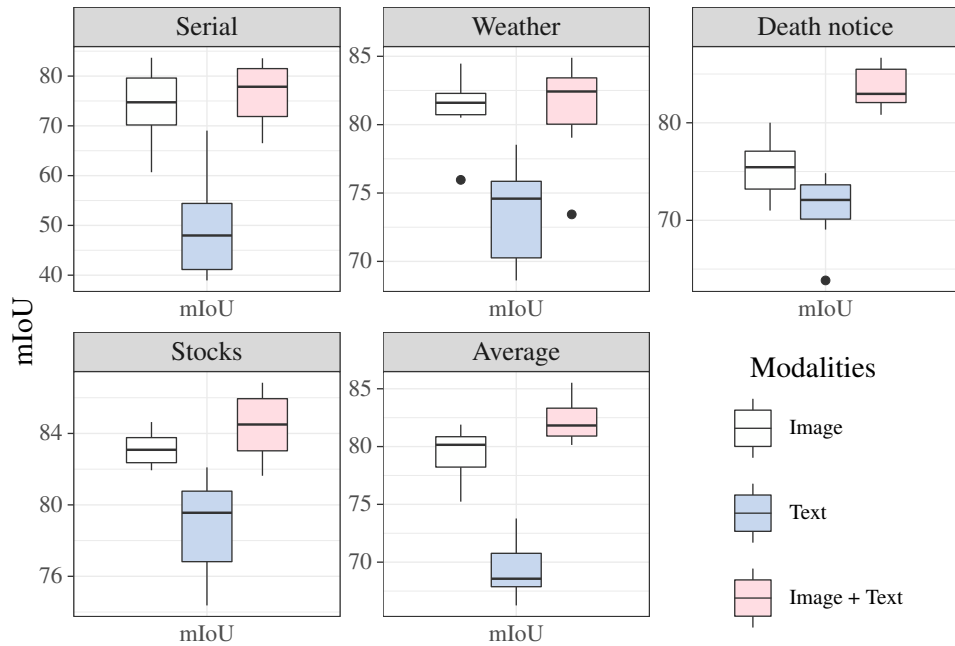 Serial
Weather
Death notice
80
70
60
50
40
85
80
75
70
80
70
mIoU
mIoU
mIoU
mIoU
Stocks
Average
84
80
76
85
80
75
70
mIoU
mIoU
Modalities
Image
Text
Image + Text